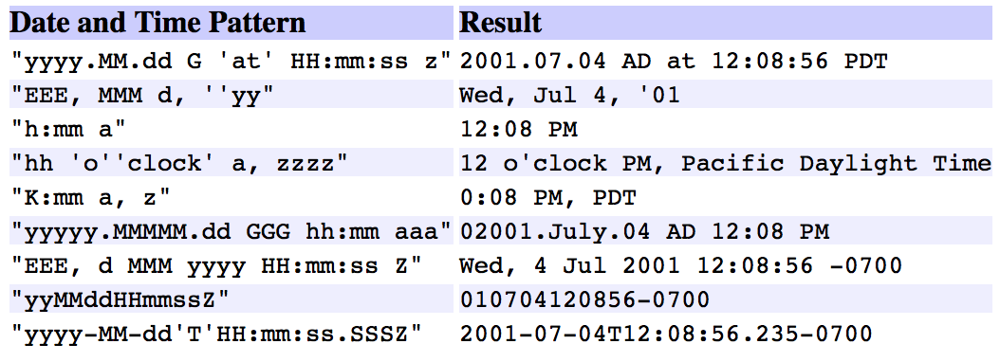 Date and Time Pattern Result
"yyyy.MM.dd G 'at' HH:mm:ss z" 2001.07.04 AD at 12:08:56 PDT
"EEE, MMM d, ''yy" Wed, Jul 4, '01
"h:mm a" 12:08 PM
"hh 'o''clock' a, zzzz" 12 o'clock PM, Pacific Daylight Time
"K:mm a, z" 0:08 PM, PDT
"yyyyy.MMMMM.dd GGG hh:mm aaa" 02001.July.04 AD 12:08 PM
"EEE, d MMM yyyy HH:mm:ss Z" Wed, 4 Jul 2001 12:08:56 -0700
"yyMMddHHmmssZ" 010704120856-0700
"yyyy-MM-dd'T'HH:mm:ss.SSSZ" 2001-07-04T12:08:56.235-0700